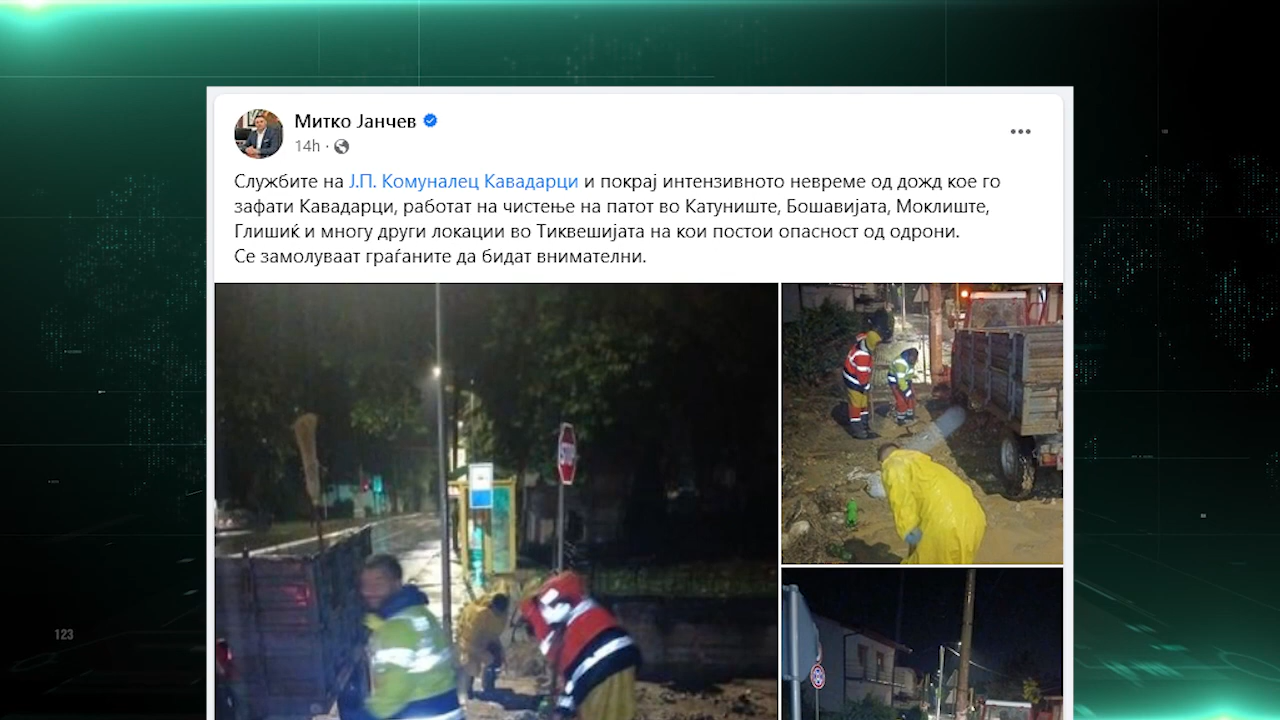 Митко Јанчев
14h ·
Службите на Ј.П. Комуналец Кавадарци и покрај интензивното невреме од дожд кое го
зафати Кавадарци, работат на чистење на патот во Катуниште, Бошавијата, Моклиште,
Глишиќ и многу други локации во Тиквешијата на кои постои опасност од одрони.
Се замолуваат граѓаните да бидат внимателни.
STOP
123